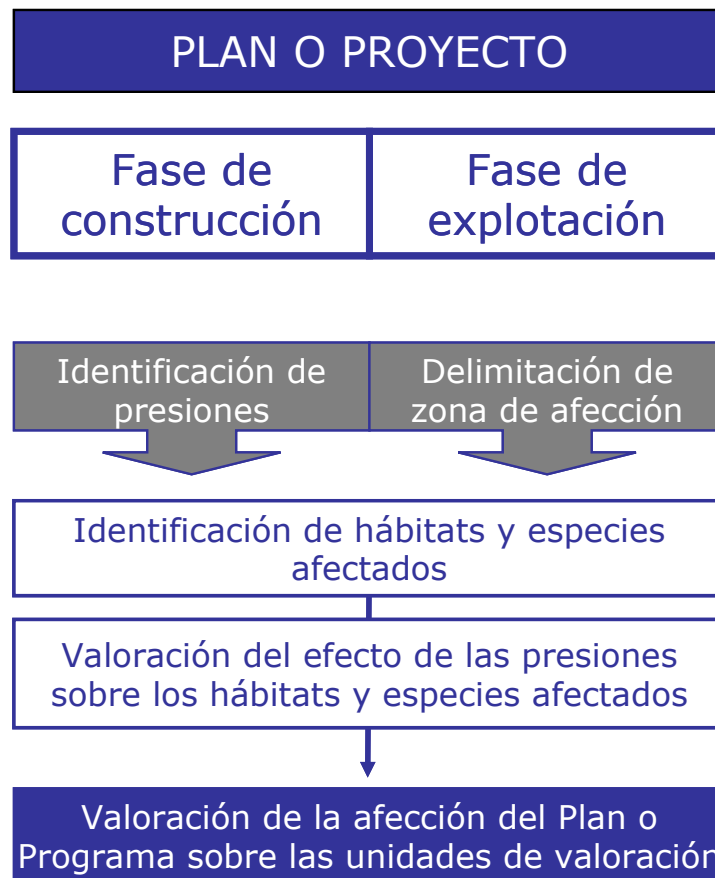 PLAN O PROYECTO
Fase de
construcción
Fase de
explotación
Identificación de
presiones
Delimitación de
zona de afección
Identificación de hábitats y especies
afectados
Valoración del efecto de las presiones
sobre los hábitats y especies afectados
Valoración de la afección del Plan o
Programa sobre las unidades de valoración